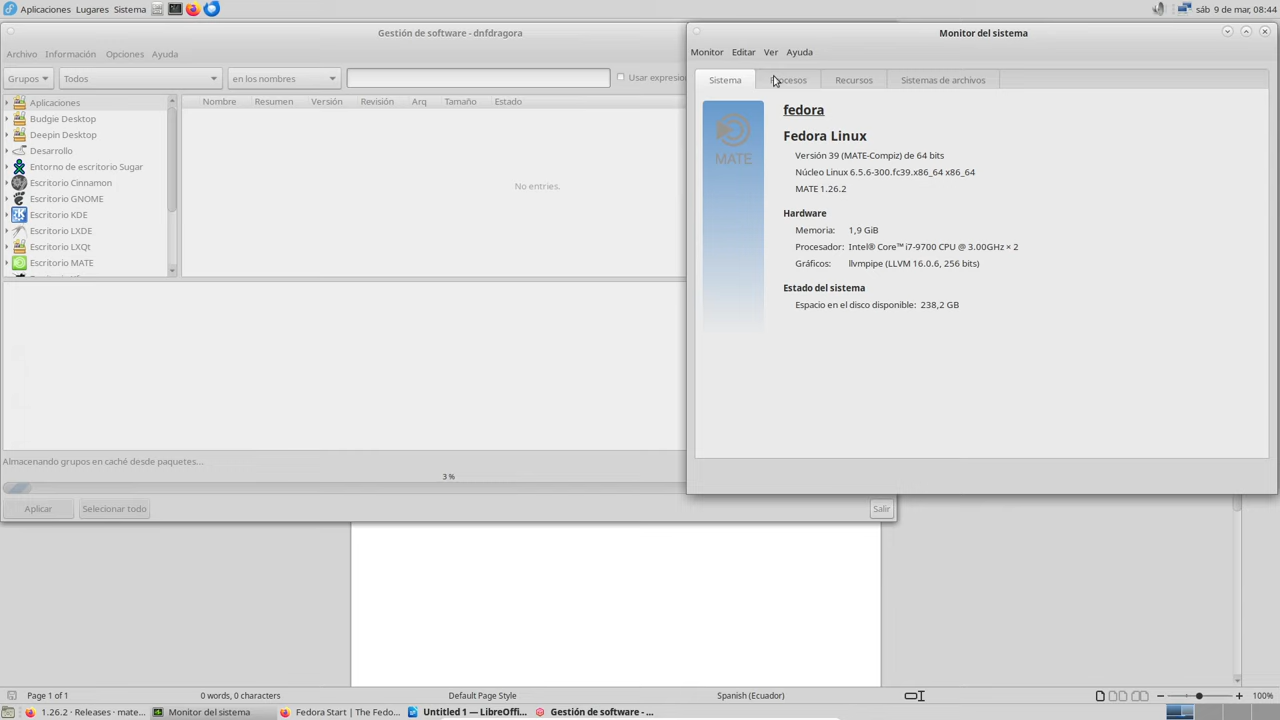 Aplicaciones Lugares Sistema
sáb 9 de mar, 08:44
Gestión de software - dnfdragora
Archivo Información Opciones Ayuda
Grupos Todos en los nombres Usar expresio
Aplicaciones
Budgie Desktop
Deepin Desktop
Desarrollo
Entorno de escritorio Sugar
Escritorio Cinnamon
Escritorio GNOME
Escritorio KDE
Escritorio LXDE
Escritorio LXQt
Escritorio MATE
Nombre Resumen Versión Revisión Arq Tamaño Estado
No entries.
Almacenando grupos en caché desde paquetes...
3 %
Aplicar Seleccionar todo Salir
Monitor del sistema
Monitor Editar Ver Ayuda
Sistema Procesos Recursos Sistemas de archivos
MATE
fedora
Fedora Linux
Versión 39 (MATE-Compiz) de 64 bits
Núcleo Linux 6.5.6-300.fc39.x86_64 x86_64
MATE 1.26.2
Hardware
Memoria: 1,9 GiB
Procesador: Intel® Core™ i7-9700 CPU @ 3.00GHz × 2
Gráficos: llvmpipe (LLVM 16.0.6, 256 bits)
Estado del sistema
Espacio en el disco disponible: 238,2 GB
Page 1 of 1 0 words, 0 characters Default Page Style Spanish (Ecuador) 100%
1.26.2 · Releases · mate... Monitor del sistema Fedora Start | The Fedo... Untitled 1 — LibreOffi... Gestión de software - ...